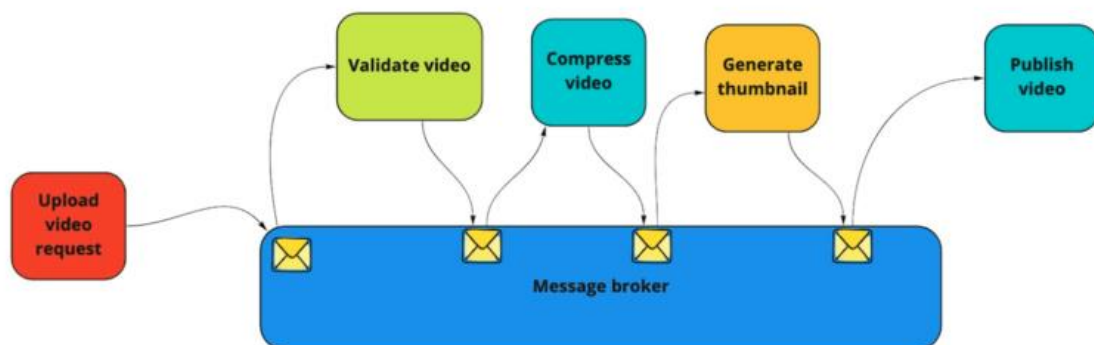 Validate video
Compress
video
Generate
thumbnail
Publish
video
Upload
video
request
Message broker